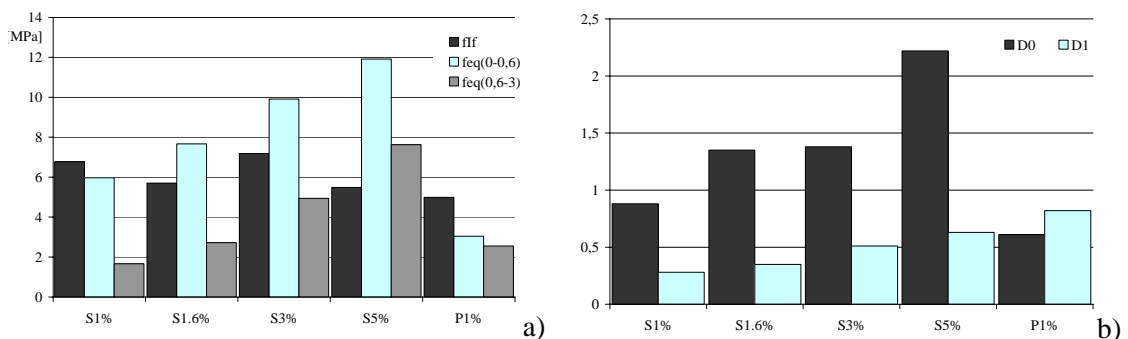 14
[MPa]
12
10
8
6
4
2
0
fIf
feq(0-0,6)
feq(0,6-3)
S1% S1.6% S3% S5% P1%
a)
2,5
2
1,5
1
0,5
0
D0 D1
S1% S1.6% S3% S5% P1%
b)